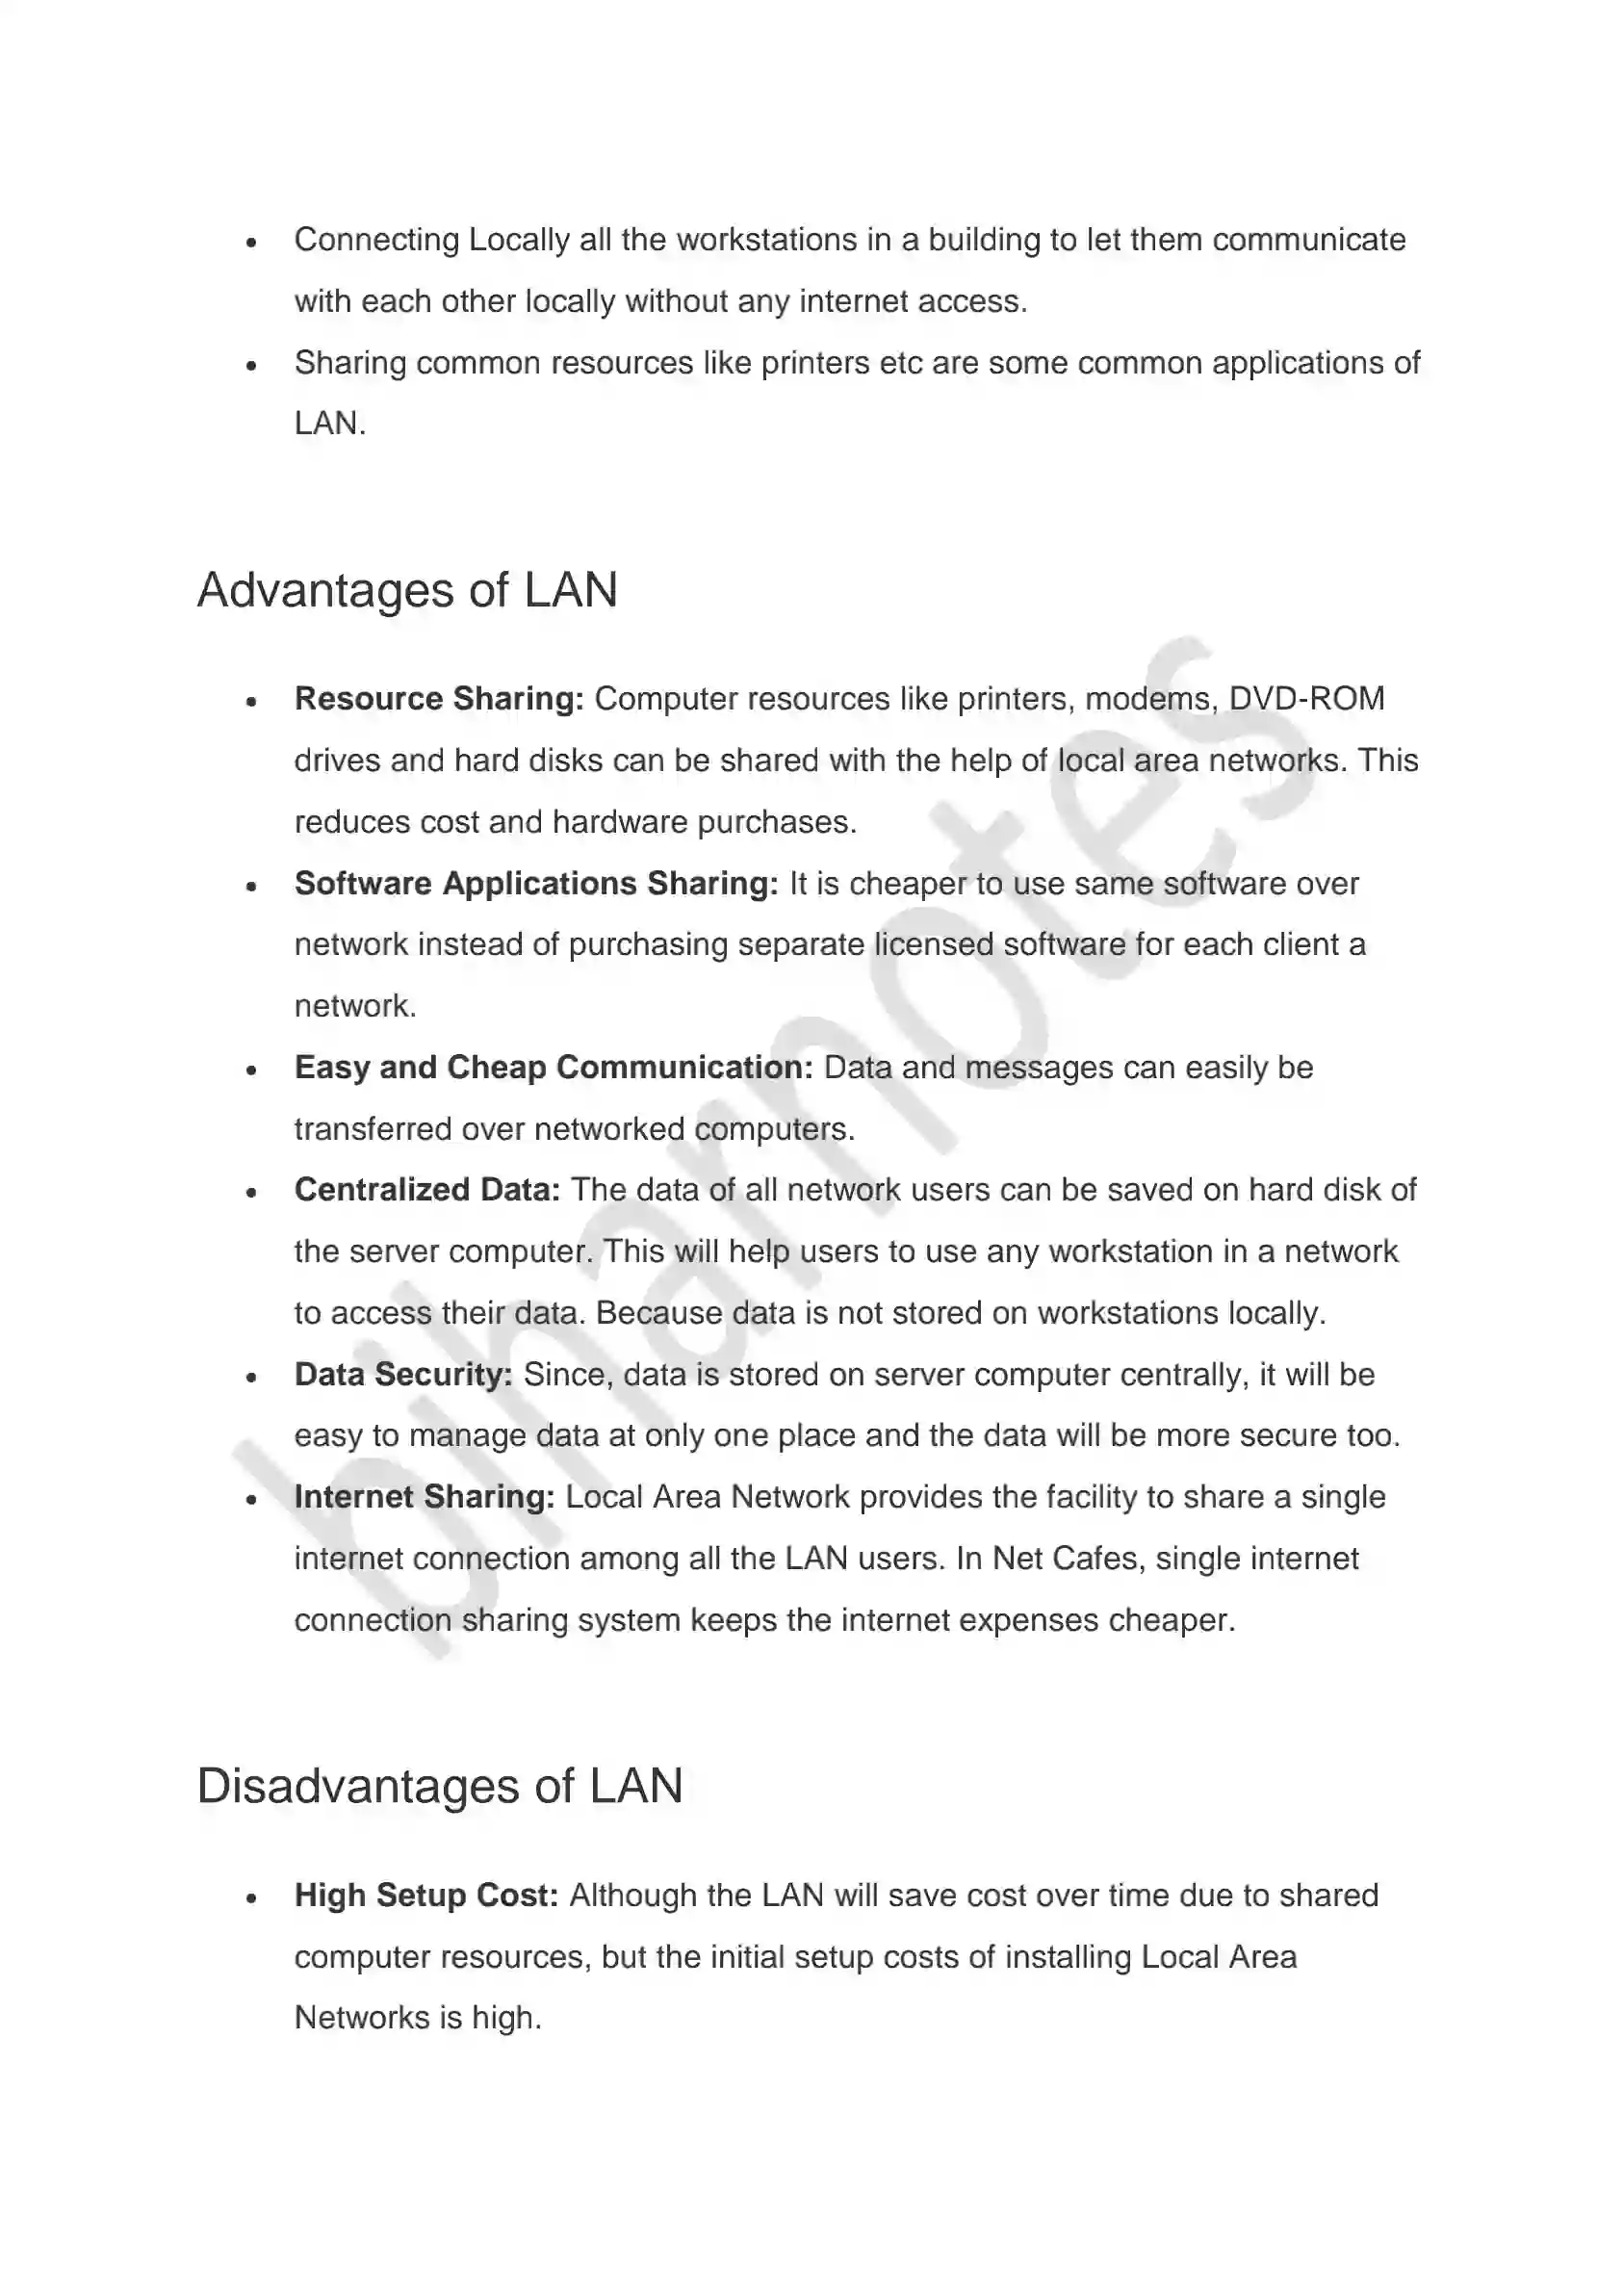 • Connecting Locally all the workstations in a building to let them communicate
with each other locally without any internet access.
• Sharing common resources like printers etc are some common applications of
LAN.
Advantages of LAN
• Resource Sharing: Computer resources like printers, modems, DVD-ROM
drives and hard disks can be shared with the help of local area networks. This
reduces cost and hardware purchases.
• Software Applications Sharing: It is cheaper to use same software over
network instead of purchasing separate licensed software for each client a
network.
• Easy and Cheap Communication: Data and messages can easily be
transferred over networked computers.
• Centralized Data: The data of all network users can be saved on hard disk of
the server computer. This will help users to use any workstation in a network
to access their data. Because data is not stored on workstations locally.
• Data Security: Since, data is stored on server computer centrally, it will be
easy to manage data at only one place and the data will be more secure too.
• Internet Sharing: Local Area Network provides the facility to share a single
internet connection among all the LAN users. In Net Cafes, single internet
connection sharing system keeps the internet expenses cheaper.
Disadvantages of LAN
• High Setup Cost: Although the LAN will save cost over time due to shared
computer resources, but the initial setup costs of installing Local Area
Networks is high.
biharnotes